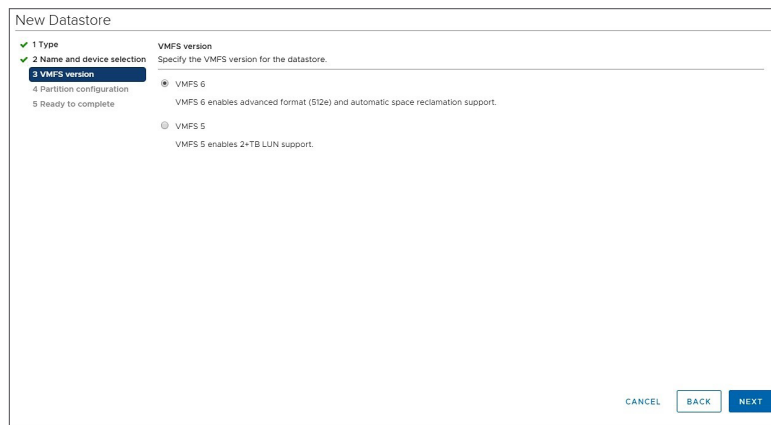 New Datastore
1 Type
2 Name and device selection
3 VMFS version
4 Partition configuration
5 Ready to complete
VMFS version
Specify the VMFS version for the datastore.
VMFS 6
VMFS 6 enables advanced format (512e) and automatic space reclamation support.
VMFS 5
VMFS 5 enables 2+TB LUN support.
CANCEL BACK NEXT